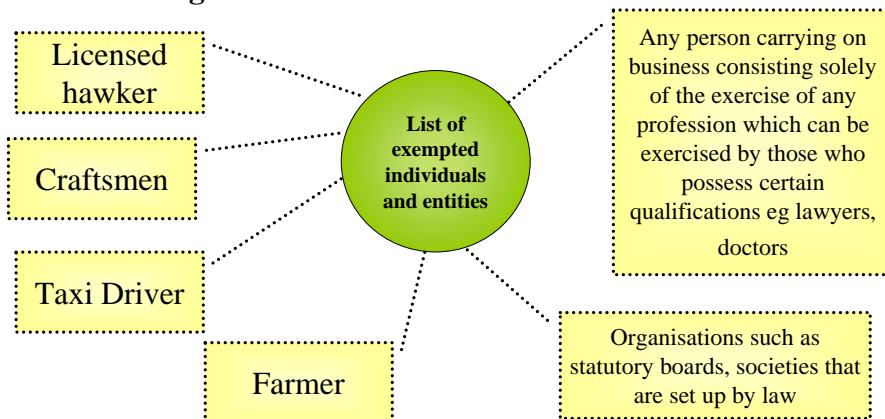 Licensed
hawker
Craftsmen
Taxi Driver
Farmer
List of
exempted
individuals
and entities
Any person carrying on
business consisting solely
of the exercise of any
profession which can be
exercised by those who
possess certain
qualifications eg lawyers,
doctors
Organisations such as
statutory boards, societies that
are set up by law